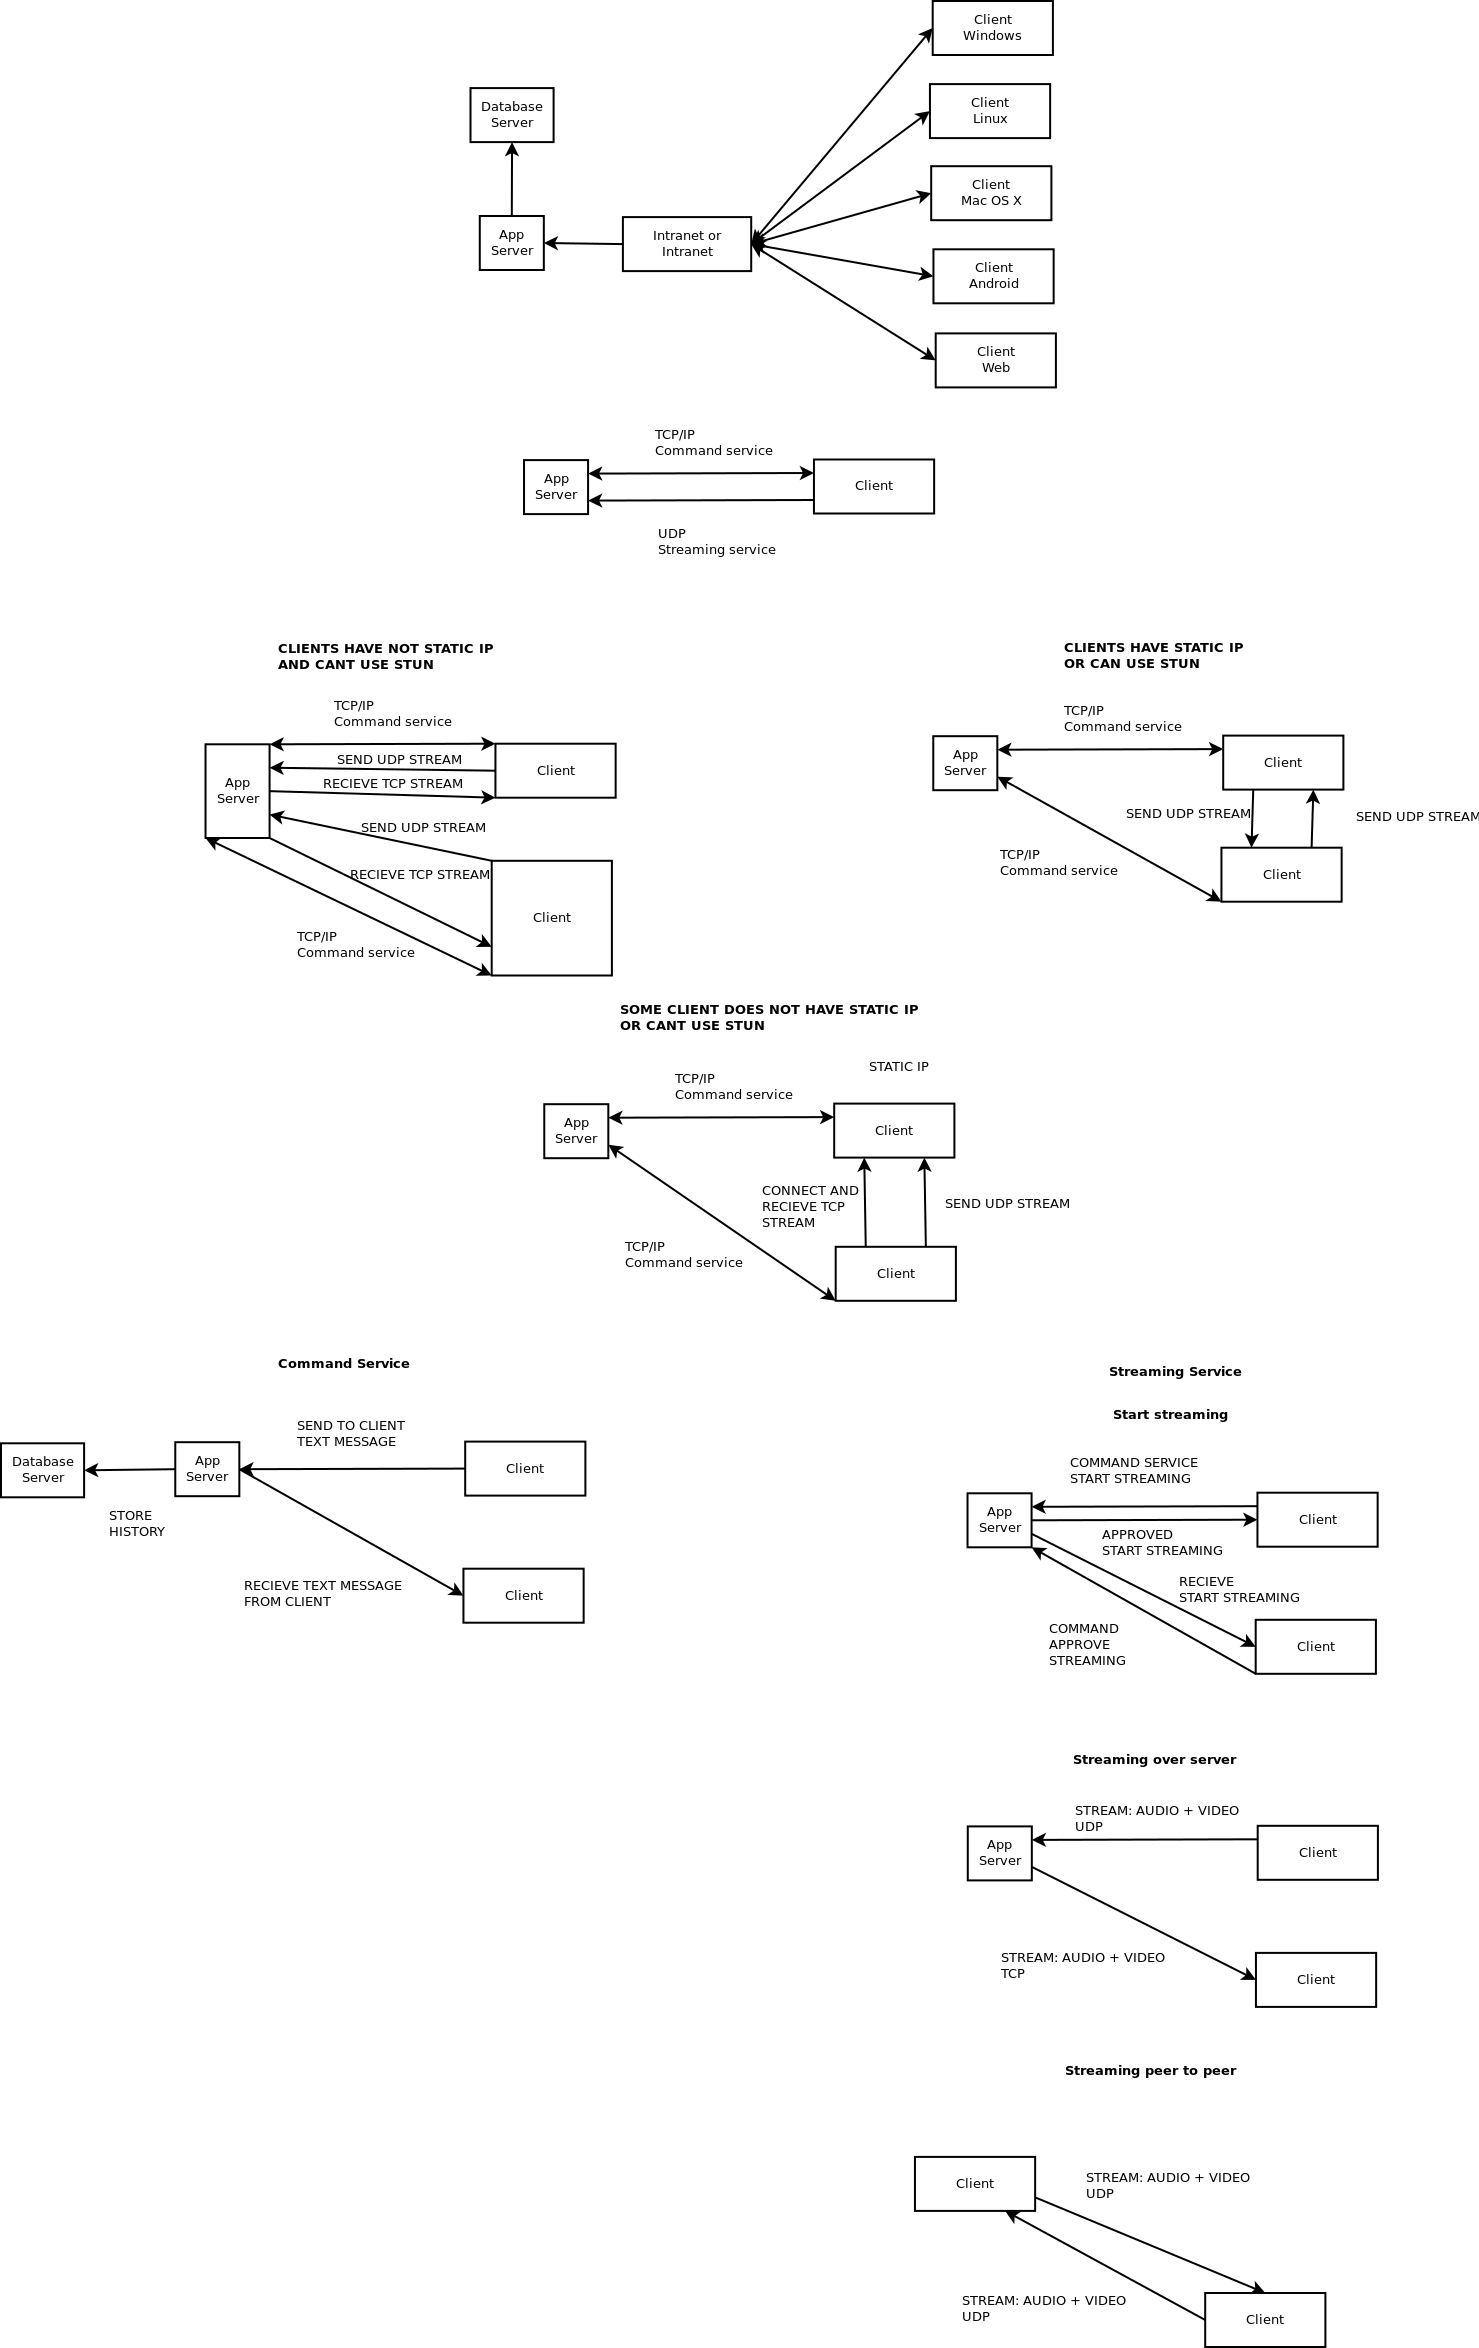 Client
Windows
Database
Server
Client
Linux
Client
Mac OS X
App
Server
Intranet or
Intranet
Client
Android
Client
Web
TCP/IP
Command service
App
Server
Client
UDP
Streaming service
CLIENTS HAVE NOT STATIC IP
AND CANT USE STUN
TCP/IP
Command service
SEND UDP STREAM
RECIEVE TCP STREAM
App
Server
Client
SEND UDP STREAM
RECIEVE TCP STREAM
Client
TCP/IP
Command service
CLIENTS HAVE STATIC IP
OR CAN USE STUN
TCP/IP
Command service
App
Server
Client
SEND UDP STREAM
SEND UDP STREAM
TCP/IP
Command service
Client
SOME CLIENT DOES NOT HAVE STATIC IP
OR CANT USE STUN
STATIC IP
TCP/IP
Command service
App
Server
Client
CONNECT AND
RECIEVE TCP
STREAM
SEND UDP STREAM
TCP/IP
Command service
Client
Command Service
SEND TO CLIENT
TEXT MESSAGE
Database
Server
App
Server
Client
STORE
HISTORY
RECIEVE TEXT MESSAGE
FROM CLIENT
Client
Streaming Service
Start streaming
COMMAND SERVICE
START STREAMING
App
Server
Client
APPROVED
START STREAMING
RECIEVE
START STREAMING
COMMAND
APPROVE
STREAMING
Client
Streaming over server
STREAM: AUDIO + VIDEO
UDP
App
Server
Client
STREAM: AUDIO + VIDEO
TCP
Client
Streaming peer to peer
Client
STREAM: AUDIO + VIDEO
UDP
STREAM: AUDIO + VIDEO
UDP
Client